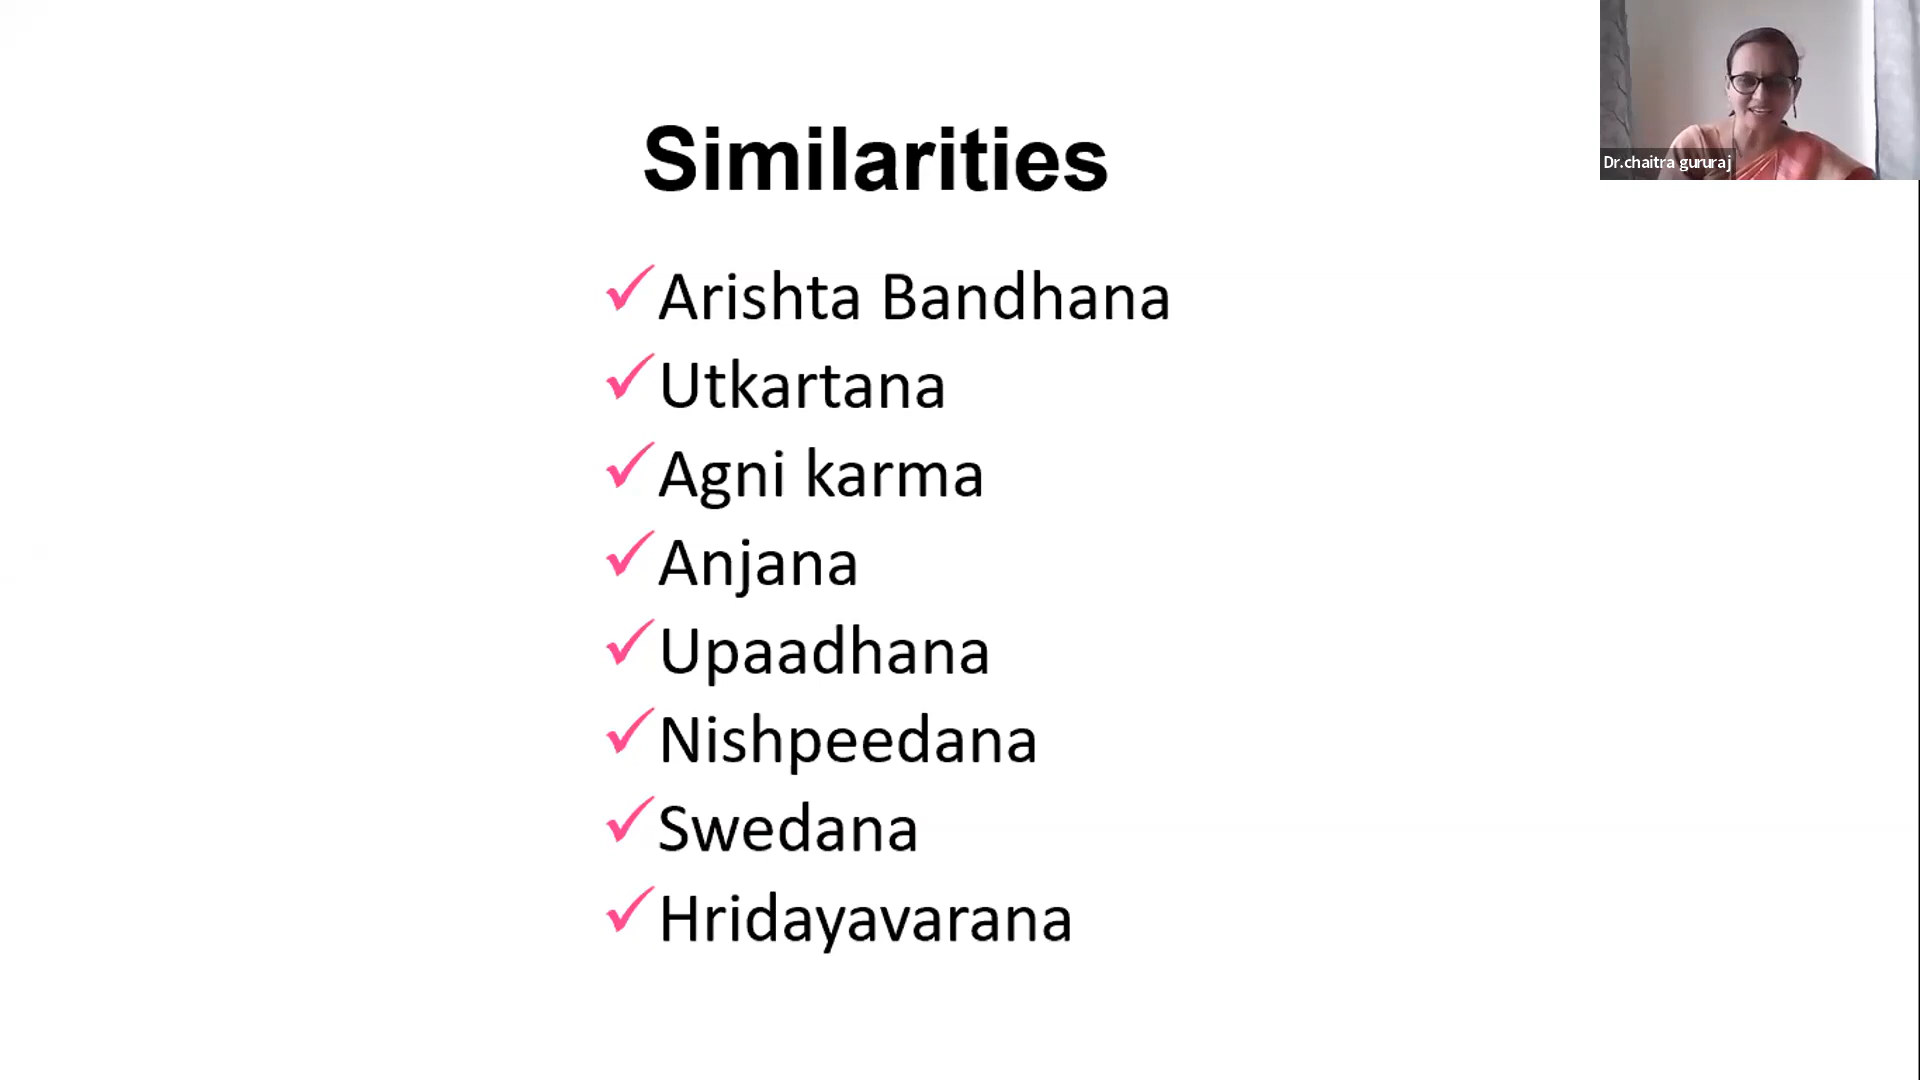 Similarities
Arishta Bandhana
Utkartana
Agni karma
Anjana
Upaadhana
Nishpeedana
Swedana
Hridayavarana
Dr.chaitra gururaj